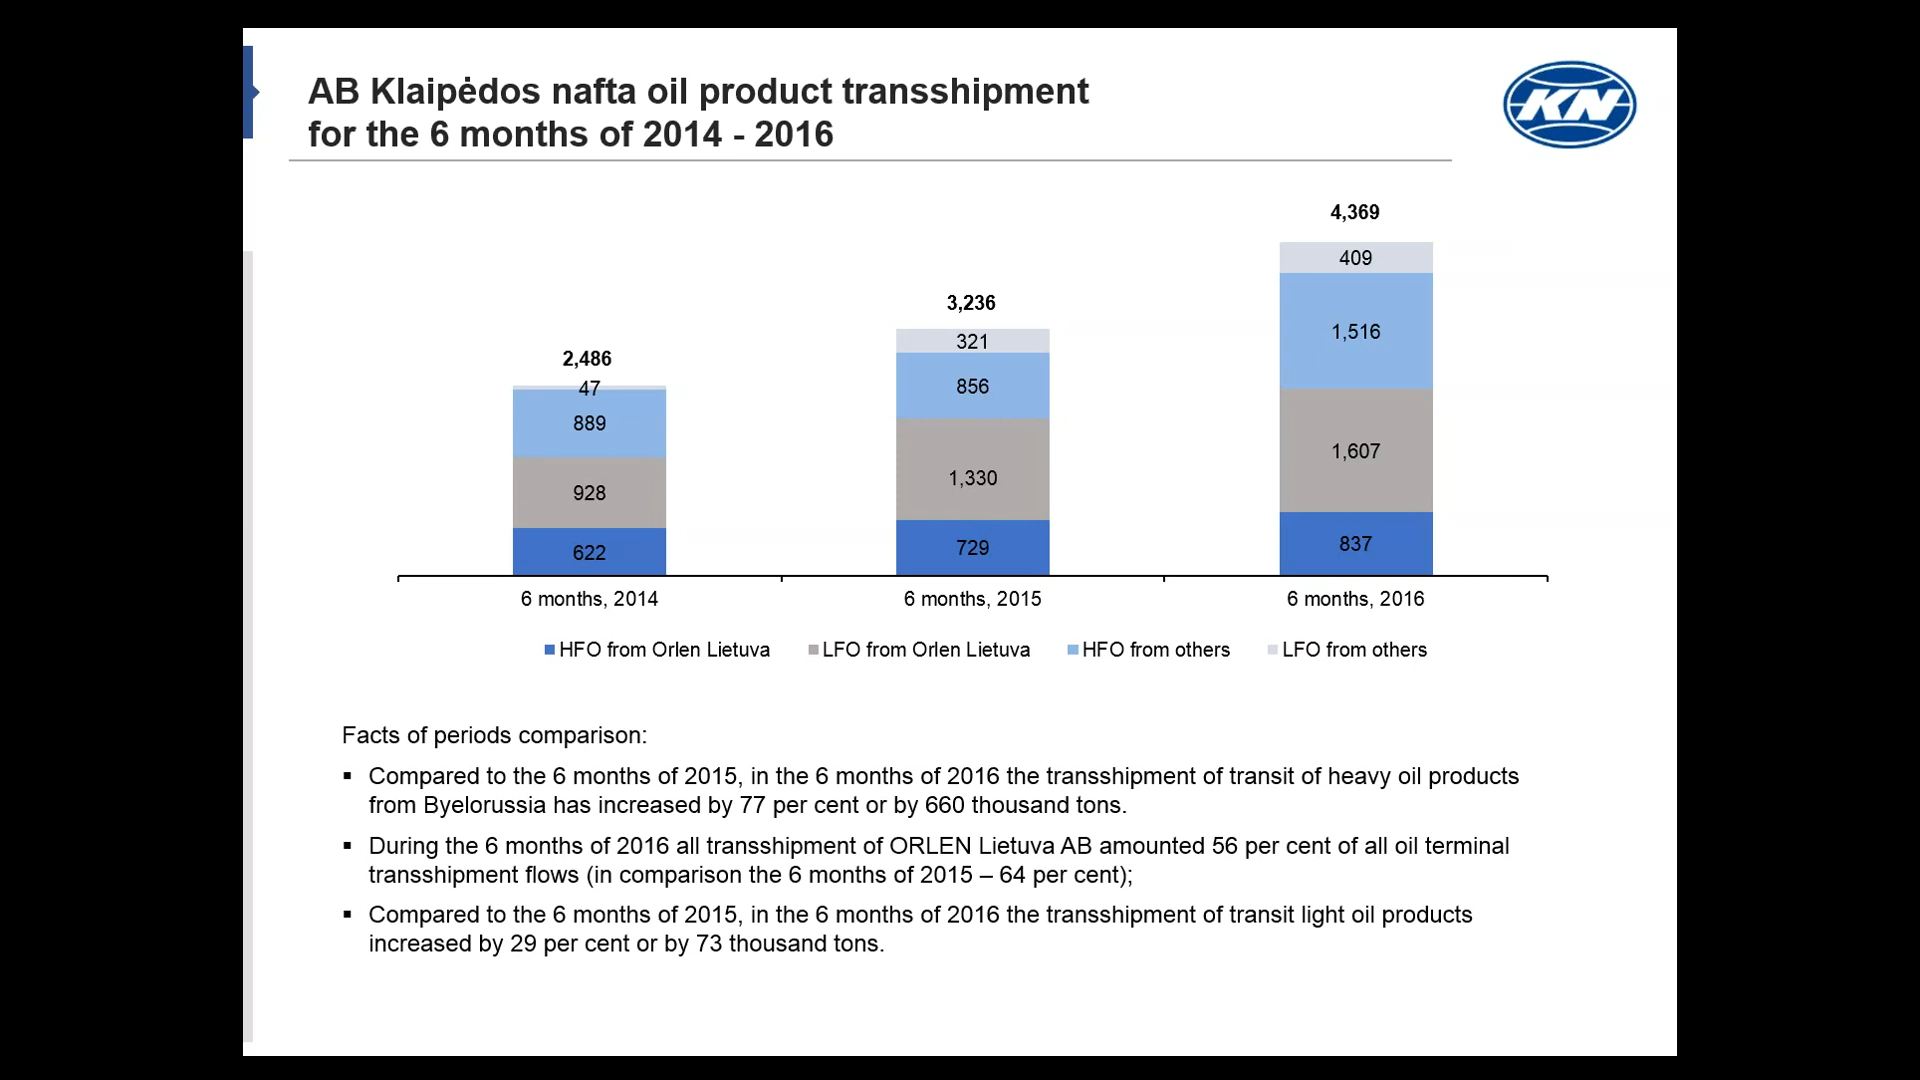 AB Klaipėdos nafta oil product transshipment
for the 6 months of 2014 - 2016
KN
4,369
409
1,516
1,607
837
3,236
321
856
1,330
729
2,486
47
889
928
622
6 months, 2014
6 months, 2015
6 months, 2016
HFO from Orlen Lietuva
LFO from Orlen Lietuva
HFO from others
LFO from others
Facts of periods comparison:
▪ Compared to the 6 months of 2015, in the 6 months of 2016 the transshipment of transit of heavy oil products
from Byelorussia has increased by 77 per cent or by 660 thousand tons.
▪ During the 6 months of 2016 all transshipment of ORLEN Lietuva AB amounted 56 per cent of all oil terminal
transshipment flows (in comparison the 6 months of 2015 – 64 per cent);
▪ Compared to the 6 months of 2015, in the 6 months of 2016 the transshipment of transit light oil products
increased by 29 per cent or by 73 thousand tons.